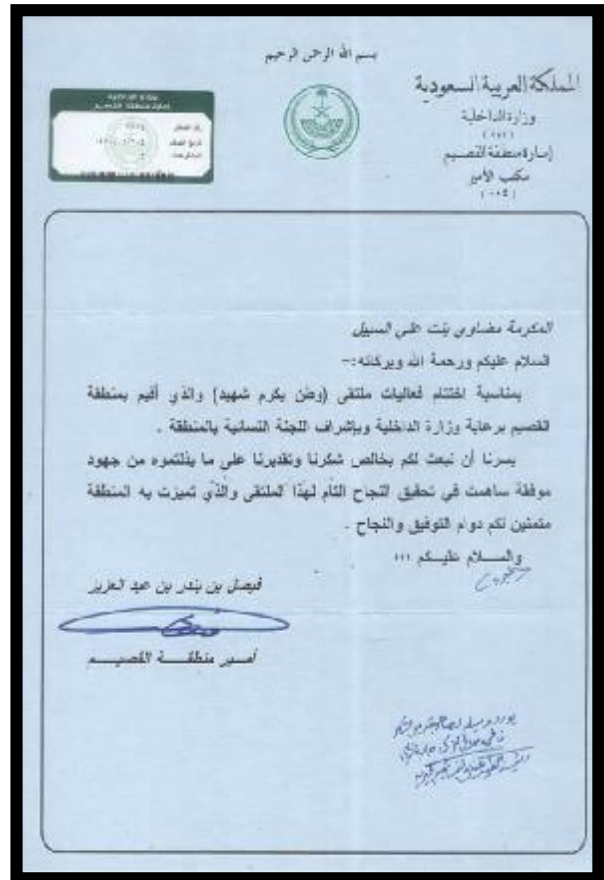 بسم الله الرحمن الرحيم
المملكة العربية السعودية
وزارة الداخلية
إمارة منطقة القصيم
مكتب الأمير
المكرمة مضاوي بنت علي السبيل
السلام عليكم ورحمة الله وبركاته:-
بمناسبة اختتام فعاليات ملتقى (وطن يكرم شهيد) والذي أقيم بمنطقة
القصيم برعاية وزارة الداخلية وبإشراف اللجنة النسائية بالمنطقة .
يسرنا أن نبعث لكم بخالص شكرنا وتقديرنا على ما بذلتموه من جهود
موفقة ساهمت في تحقيق النجاح التام لهذا الملتقى والذي تميزت به المنطقة
متمنين لكم دوام التوفيق والنجاح .
والسلام عليكم ،،،
فيصل بن بندر بن عبد العزيز
أمير منطقة القصيم